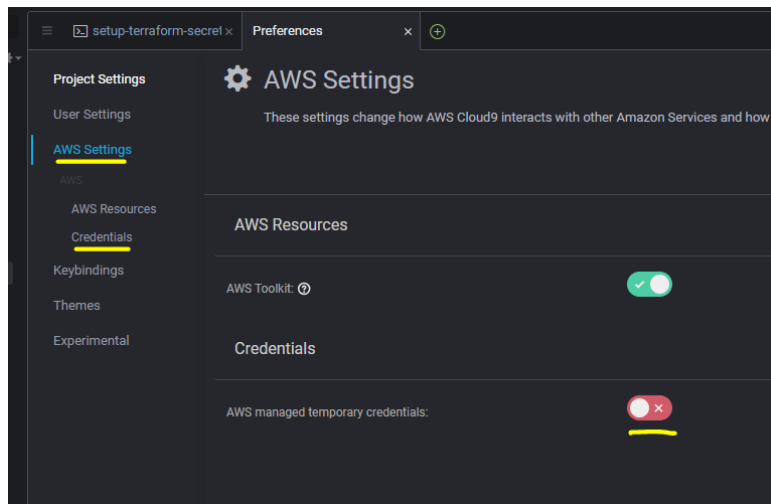 setup-terraform-secret
Preferences
Project Settings
User Settings
AWS Settings
AWS
AWS Resources
Credentials
Keybindings
Themes
Experimental
AWS Settings
These settings change how AWS Cloud9 interacts with other Amazon Services and how
AWS Resources
AWS Toolkit:
Credentials
AWS managed temporary credentials: